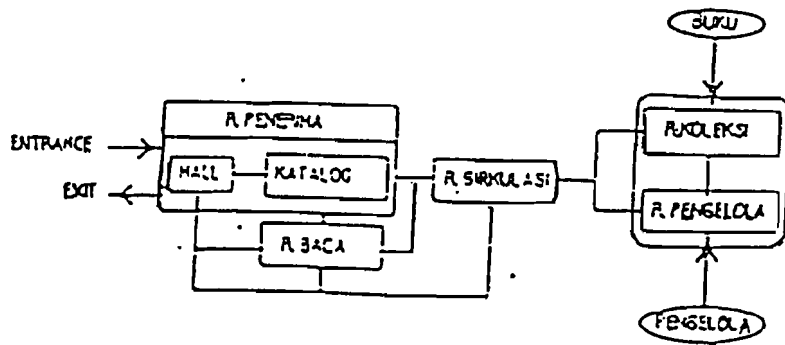 BUKU
R. PENERIMA
R.KOLEKSI
ENTRANCE
HALL
KATALOG
R. SIRKULASI
EXIT
R. PENGELOLA
R. BACA
PENGELOLA